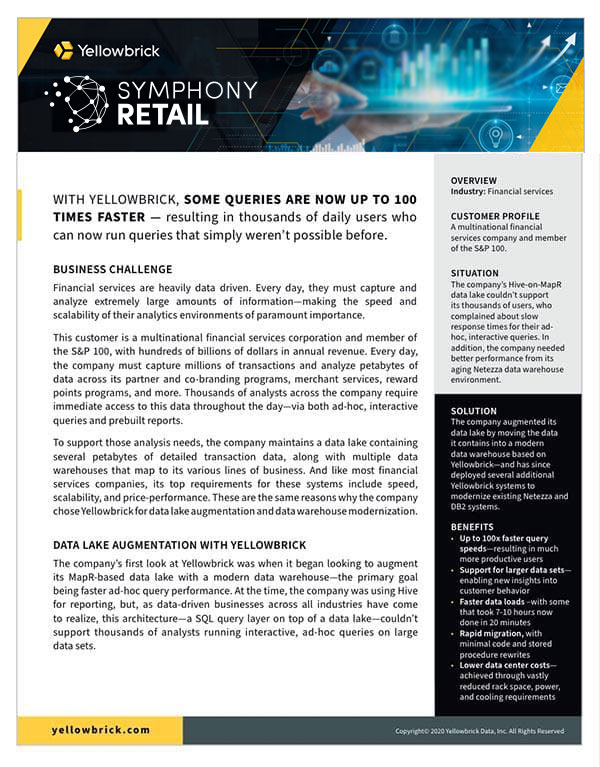 Yellowbrick
SYMPHONY
RETAIL
WITH YELLOWBRICK, SOME QUERIES ARE NOW UP TO 100
TIMES FASTER — resulting in thousands of daily users who
can now run queries that simply weren't possible before.
BUSINESS CHALLENGE
Financial services are heavily data driven. Every day, they must capture and
analyze extremely large amounts of information—making the speed and
scalability of their analytics environments of paramount importance.
This customer is a multinational financial services corporation and member of
the S&P 100, with hundreds of billions of dollars in annual revenue. Every day,
the company must capture millions of transactions and analyze petabytes of
data across its partner and co-branding programs, merchant services, reward
points programs, and more. Thousands of analysts across the company require
immediate access to this data throughout the day—via both ad-hoc, interactive
queries and prebuilt reports.
To support those analysis needs, the company maintains a data lake containing
several petabytes of detailed transaction data, along with multiple data
warehouses that map to its various lines of business. And like most financial
services companies, its top requirements for these systems include speed,
scalability, and price-performance. These are the same reasons why the company
chose Yellowbrick for data lake augmentation and data warehouse modernization.
DATA LAKE AUGMENTATION WITH YELLOWBRICK
The company's first look at Yellowbrick was when it began looking to augment
its MapR-based data lake with a modern data warehouse—the primary goal
being faster ad-hoc query performance. At the time, the company was using Hive
for reporting, but, as data-driven businesses across all industries have come
to realize, this architecture—a SQL query layer on top of a data lake—couldn't
support thousands of analysts running interactive, ad-hoc queries on large
data sets.
OVERVIEW
Industry: Financial services
CUSTOMER PROFILE
A multinational financial
services company and member
of the S&P 100.
SITUATION
The company's Hive-on-MapR
data lake couldn't support
its thousands of users, who
complained about slow
response times for their ad-
hoc, interactive queries. In
addition, the company needed
better performance from its
aging Netezza data warehouse
environment.
SOLUTION
The company augmented its
data lake by moving the data
it contains into a modern
data warehouse based on
Yellowbrick—and has since
deployed several additional
Yellowbrick systems to
modernize existing Netezza and
DB2 systems.
BENEFITS
• Up to 100x faster query
speeds—resulting in much
more productive users
• Support for larger data sets—
enabling new insights into
customer behavior
• Faster data loads –with some
that took 7-10 hours now
done in 20 minutes
• Rapid migration, with
minimal code and stored
procedure rewrites
• Lower data center costs—
achieved through vastly
reduced rack space, power,
and cooling requirements
yellowbrick.com
Copyright© 2020 Yellowbrick Data, Inc. All Rights Reserved